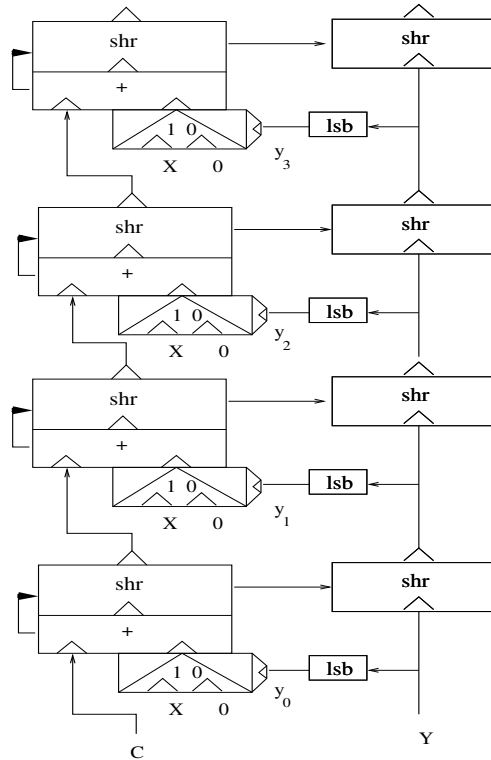 shr shr
+
1 0 lsb
X 0 y3
shr shr
+
1 0 lsb
X 0 y2
shr shr
+
1 0 lsb
X 0 y1
shr shr
+
1 0 lsb
X 0 y0
C Y